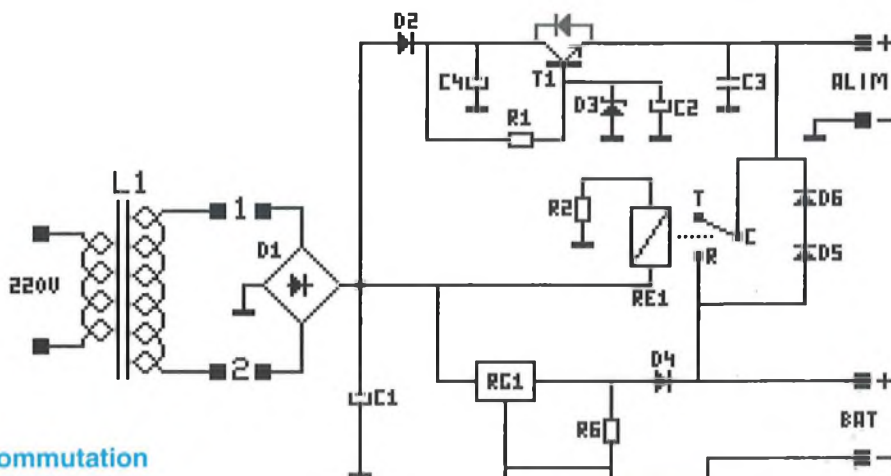 D2
C4
T1
D3
C2
C3
+
ALIM
-
R1
L1
1
220V
D1
2
R2
RE1
T
C
R
D6
D5
RG1
D4
+
C1
R6
BAT
-
ommutation